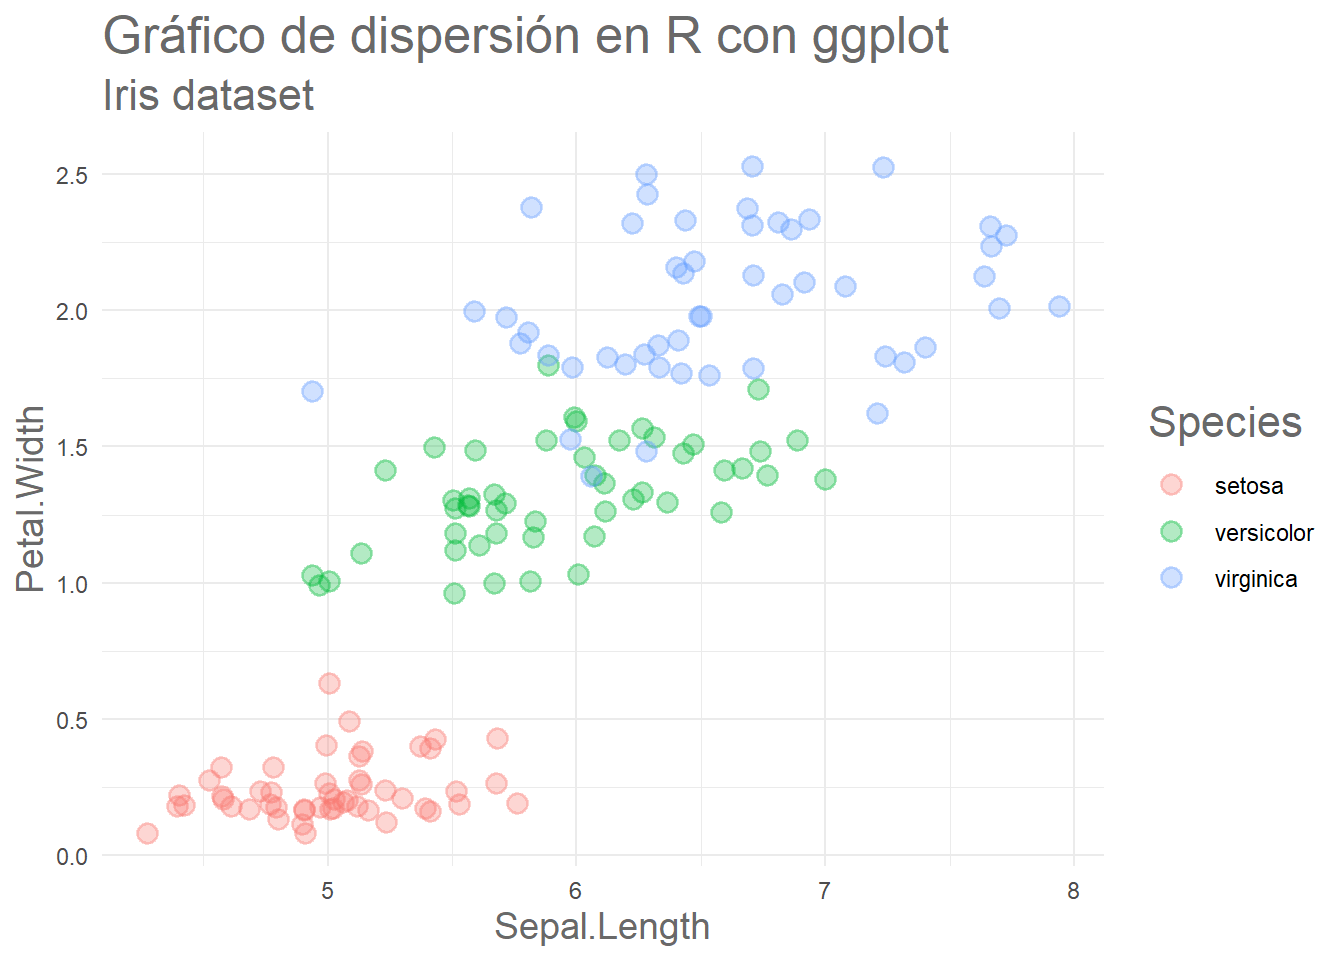 Gráfico de dispersión en R con ggplot
Iris dataset
2.5
2.0
1.5
1.0
0.5
0.0
Petal.Width
5 6 7 8
Sepal.Length
Species
setosa
versicolor
virginica